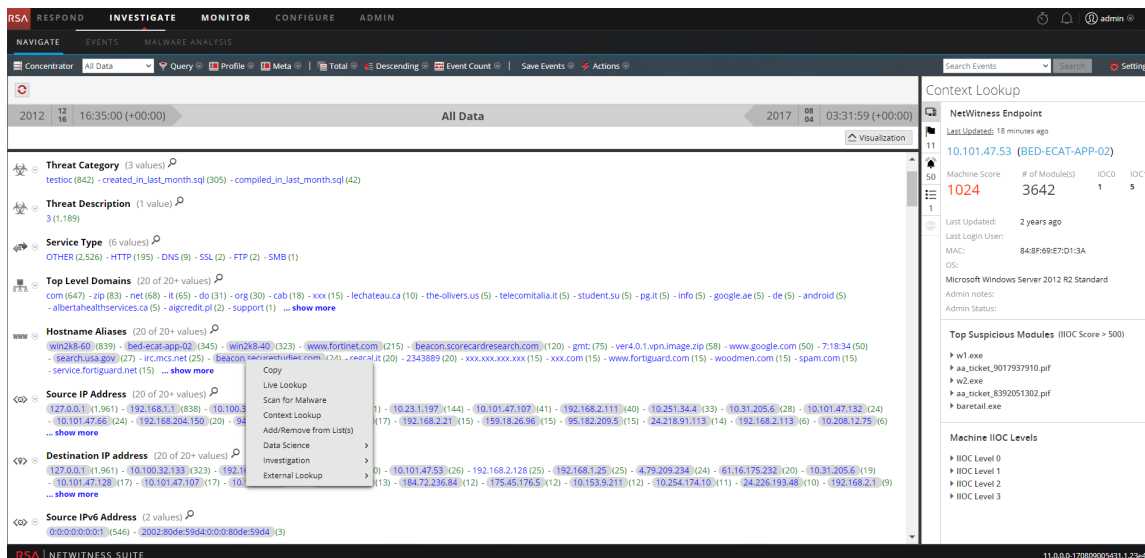 RSA RESPOND INVESTIGATE MONITOR CONFIGURE ADMIN admin
NAVIGATE EVENTS MALWARE ANALYSIS
Concentrator All Data Query Profile Meta | Total Descending Event Count | Save Events Actions Search Events Search Setting
2012 12 16 16:35:00 (+00:00) All Data 2017 08 04 03:31:59 (+00:00)
Visualization
Threat Category (3 values)
testioc (842) - created_in_last_month.sql (305) - compiled_in_last_month.sql (42)
Threat Description (1 value)
3 (1,189)
Service Type (6 values)
OTHER (2,526) - HTTP (195) - DNS (9) - SSL (2) - FTP (2) - SMB (1)
Top Level Domains (20 of 20+ values)
com (647) - zip (83) - net (68) - it (65) - do (31) - org (30) - cab (18) - xxx (15) - lechateau.ca (10) - the-olivers.us (5) - telecomitalia.it (5) - student.su (5) - pg.it (5) - info (5) - google.ae (5) - de (5) - android (5)
- albertahealthservices.ca (5) - aigcredit.pl (2) - support (1) ... show more
www Hostname Aliases (20 of 20+ values)
win2k8-60 (839) - bed-ecat-app-02 (345) - win2k8-40 (323) - www.fortinet.com (215) - beacon.scorecardresearch.com (120) - gmt; (75) - ver4.0.1.vpn.image.zip (58) - www.google.com (50) - 7:18:34 (50)
- search.usa.gov (27) - irc.mcs.net (25) - beacon.securestudies.com (24) - regcal.it (20) - 2343889 (20) - xxx.xxx.xxx.xxx (15) - xxx.com (15) - www.fortiguard.com (15) - woodmen.com (15) - spam.com (15)
- service.fortiguard.net (15) ... show more
Copy
Live Lookup
Scan for Malware
Context Lookup
Add/Remove from List(s)
Data Science
Investigation
External Lookup
Source IP Address (20 of 20+ values)
127.0.0.1 (1,961) - 192.168.1.1 (838) - 10.100.3 1) - 10.23.1.197 (144) - 10.101.47.107 (41) - 192.168.2.111 (40) - 10.251.34.4 (33) - 10.31.205.6 (28) - 10.101.47.132 (24)
- 10.101.47.66 (24) - 192.168.204.150 (20) - 94 (17) - 192.168.2.21 (15) - 159.18.26.96 (15) - 95.182.209.5 (15) - 24.218.91.113 (14) - 192.168.2.113 (6) - 10.208.12.75 (6)
... show more
Destination IP address (20 of 20+ values)
127.0.0.1 (1,961) - 10.100.32.133 (323) - 192.16 0) - 10.101.47.53 (26) - 192.168.2.128 (25) - 192.168.1.25 (25) - 4.79.209.234 (24) - 61.16.175.232 (20) - 10.31.205.6 (19)
- 10.101.47.128 (17) - 10.101.47.107 (17) - 10. (13) - 184.72.236.84 (12) - 175.45.176.5 (12) - 10.153.9.211 (12) - 10.254.174.10 (11) - 24.226.193.48 (10) - 192.168.2.1 (9)
... show more
Source IPv6 Address (2 values)
0:0:0:0:0:0:0:1 (546) - 2002:80de:59d4:0:0:0:80de:59d4 (3)
Context Lookup
11
50
1
NetWitness Endpoint
Last Updated: 18 minutes ago
10.101.47.53 (BED-ECAT-APP-02)
Machine Score # of Module(s) IOC0 IOC1
1024 3642 1 5
Last Updated: 2 years ago
Last Login User:
MAC: 84:8F:69:E7:D1:3A
OS:
Microsoft Windows Server 2012 R2 Standard
Admin notes:
Admin Status:
Top Suspicious Modules (IIOC Score > 500)
w1.exe
aa_ticket_9017937910.pif
w2.exe
aa_ticket_8392051302.pif
baretail.exe
Machine IIOC Levels
IIOC Level 0
IIOC Level 1
IIOC Level 2
IIOC Level 3
RSA | NETWITNESS SUITE